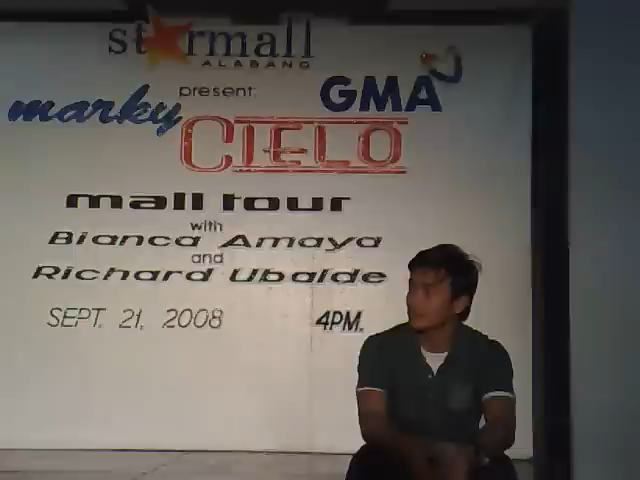 starmall
ALABANG
present:
GMA
marky
CIELO
mall tour
with
Bianca Amaya
and
Richard Ubalde
SEPT. 21, 2008 4PM.